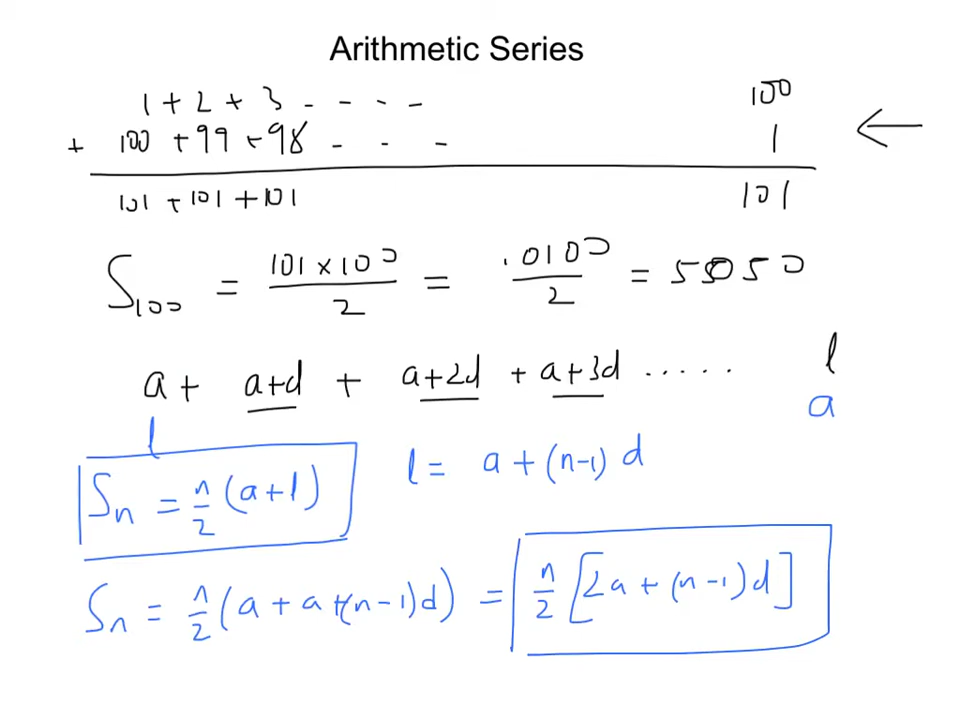 Arithmetic Series
1 + 2 + 3 - - - - - 100
+ 100 + 99 + 98 - - - 1
101 + 101 + 101 101
S₁₀₀ = 101 x 100 / 2 = 10100 / 2 = 5050
a + a+d + a+2d + a+3d ..... l
l a
Sₙ = n/2 (a+l) l = a + (n-1) d
Sₙ = n/2 (a + a + (n-1)d) = n/2 [2a + (n-1)d]